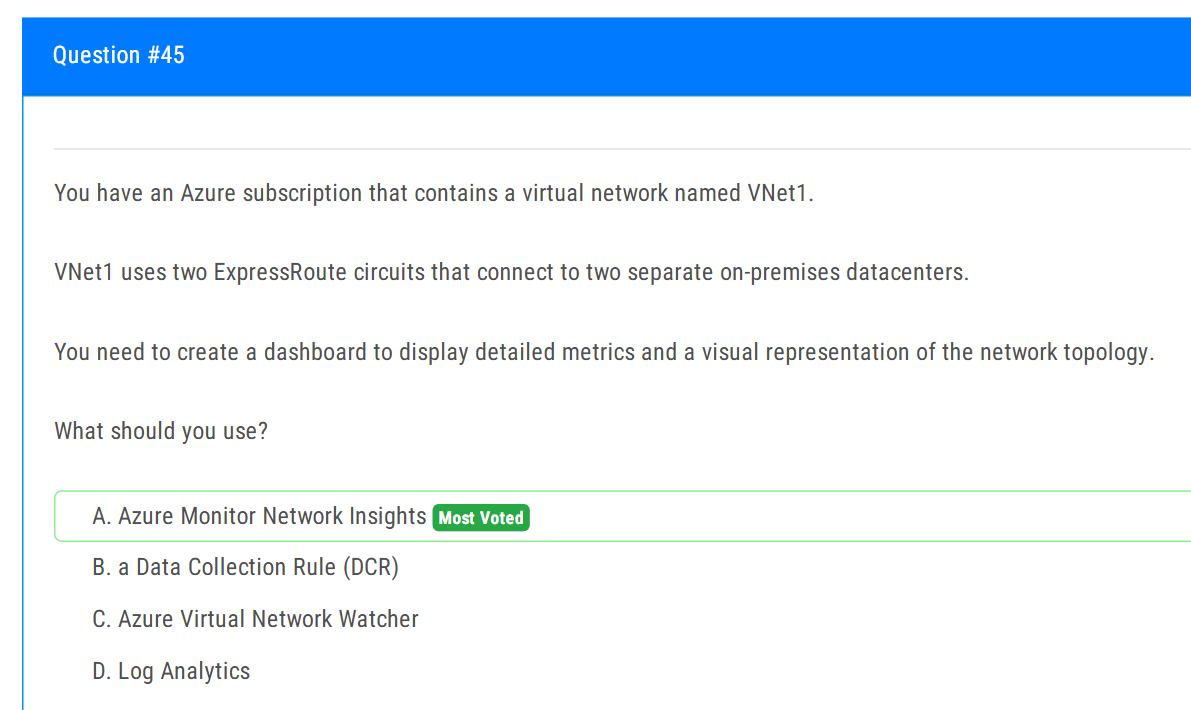 Question #45
You have an Azure subscription that contains a virtual network named VNet1.
VNet1 uses two ExpressRoute circuits that connect to two separate on-premises datacenters.
You need to create a dashboard to display detailed metrics and a visual representation of the network topology.
What should you use?
A. Azure Monitor Network Insights Most Voted
B. a Data Collection Rule (DCR)
C. Azure Virtual Network Watcher
D. Log Analytics